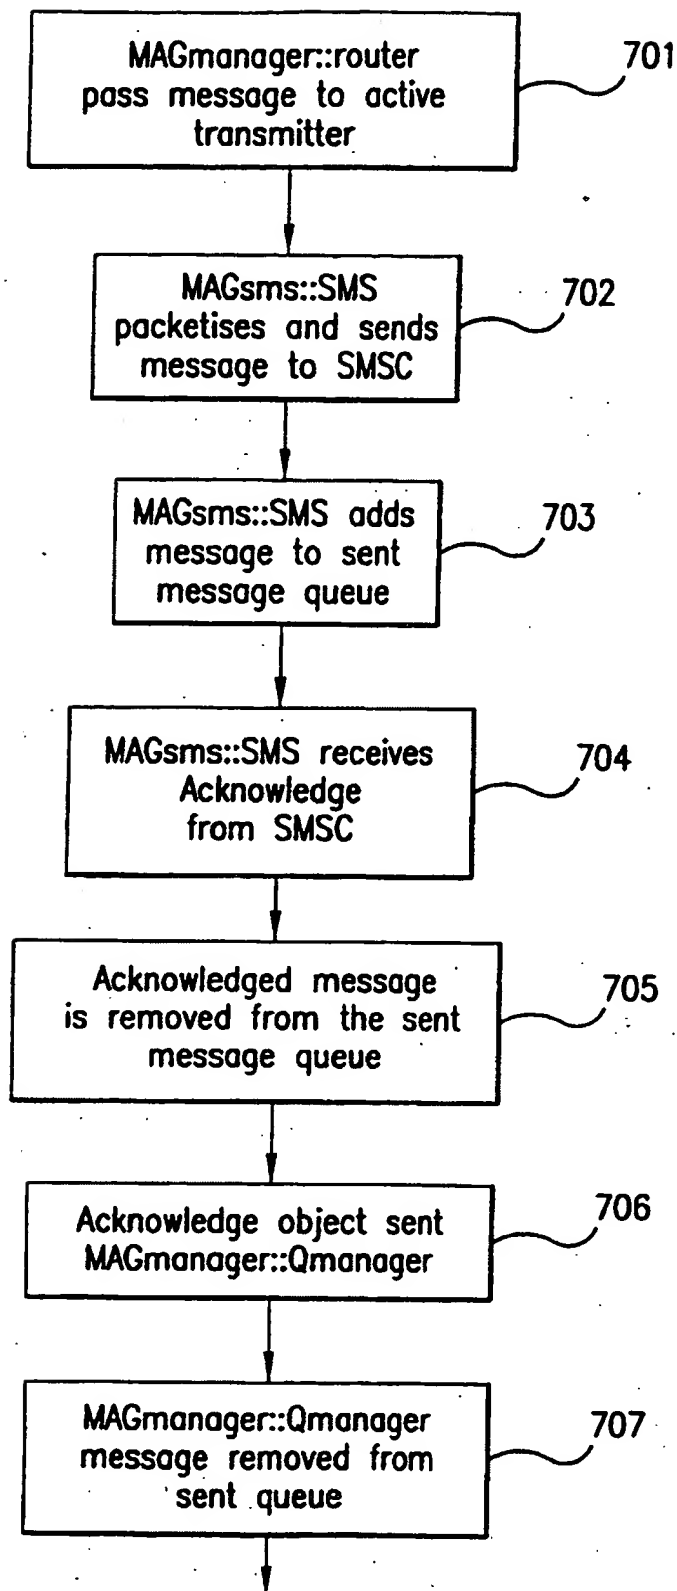 MAGmanager::router
pass message to active
transmitter
701
MAGsms::SMS
packetises and sends
message to SMSC
702
MAGsms::SMS adds
message to sent
message queue
703
MAGsms::SMS receives
Acknowledge
from SMSC
704
Acknowledged message
is removed from the sent
message queue
705
Acknowledge object sent
MAGmanager::Qmanager
706
MAGmanager::Qmanager
message removed from
sent queue
707